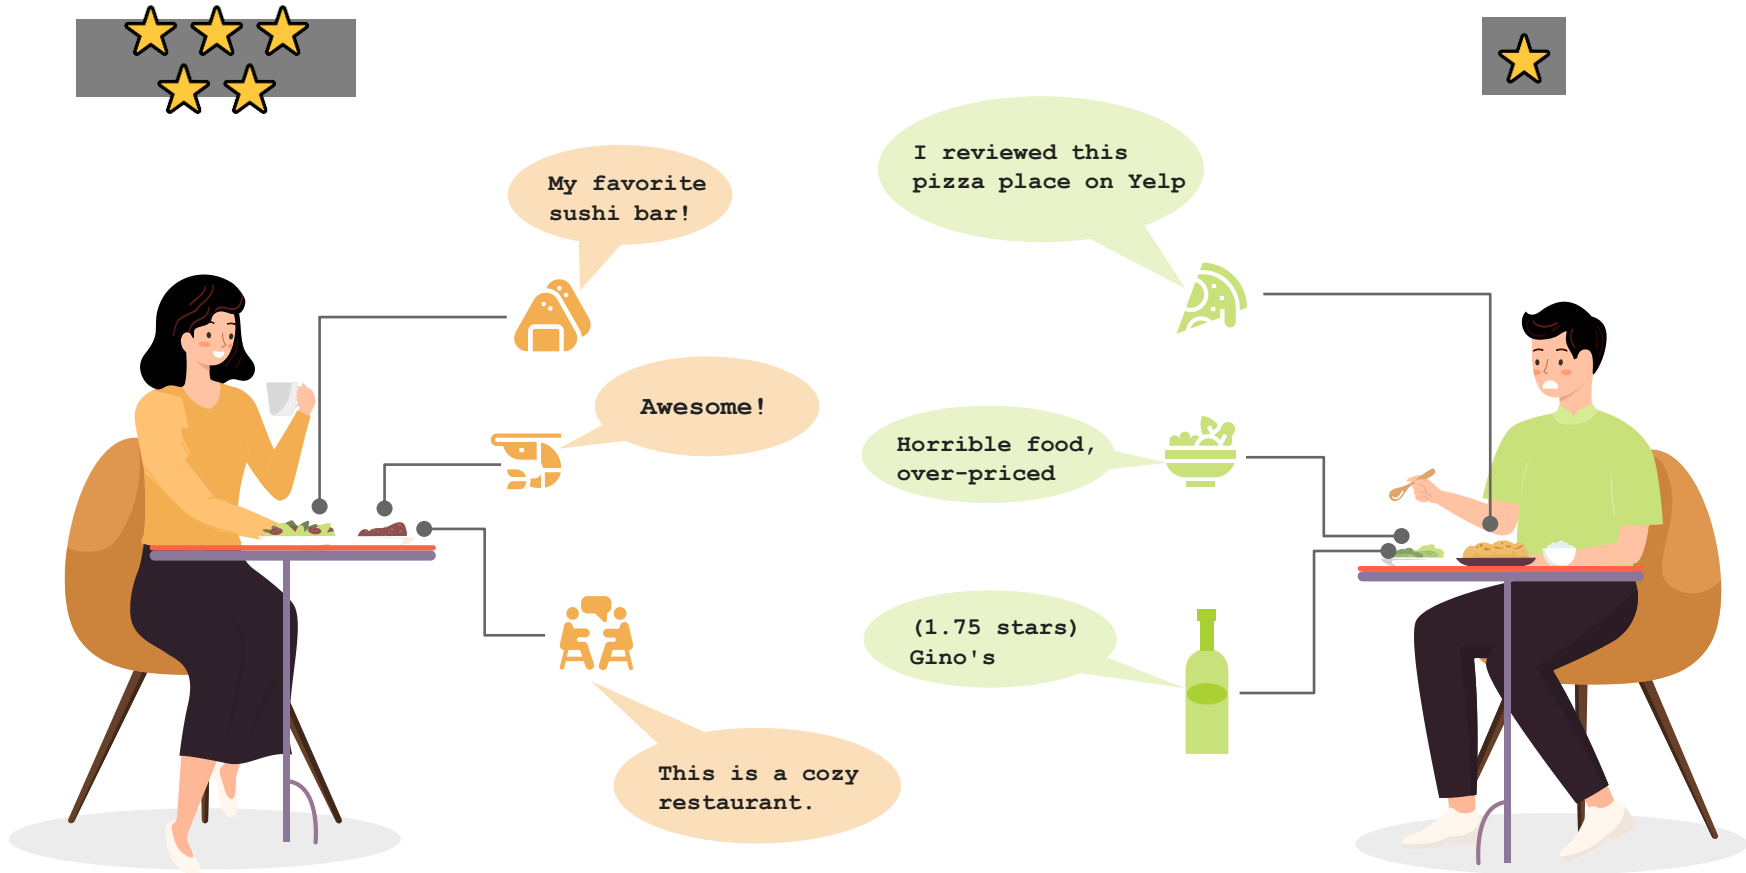 My favorite
sushi bar!
Awesome!
This is a cozy
restaurant.
I reviewed this
pizza place on Yelp
Horrible food,
over-priced
(1.75 stars)
Gino's